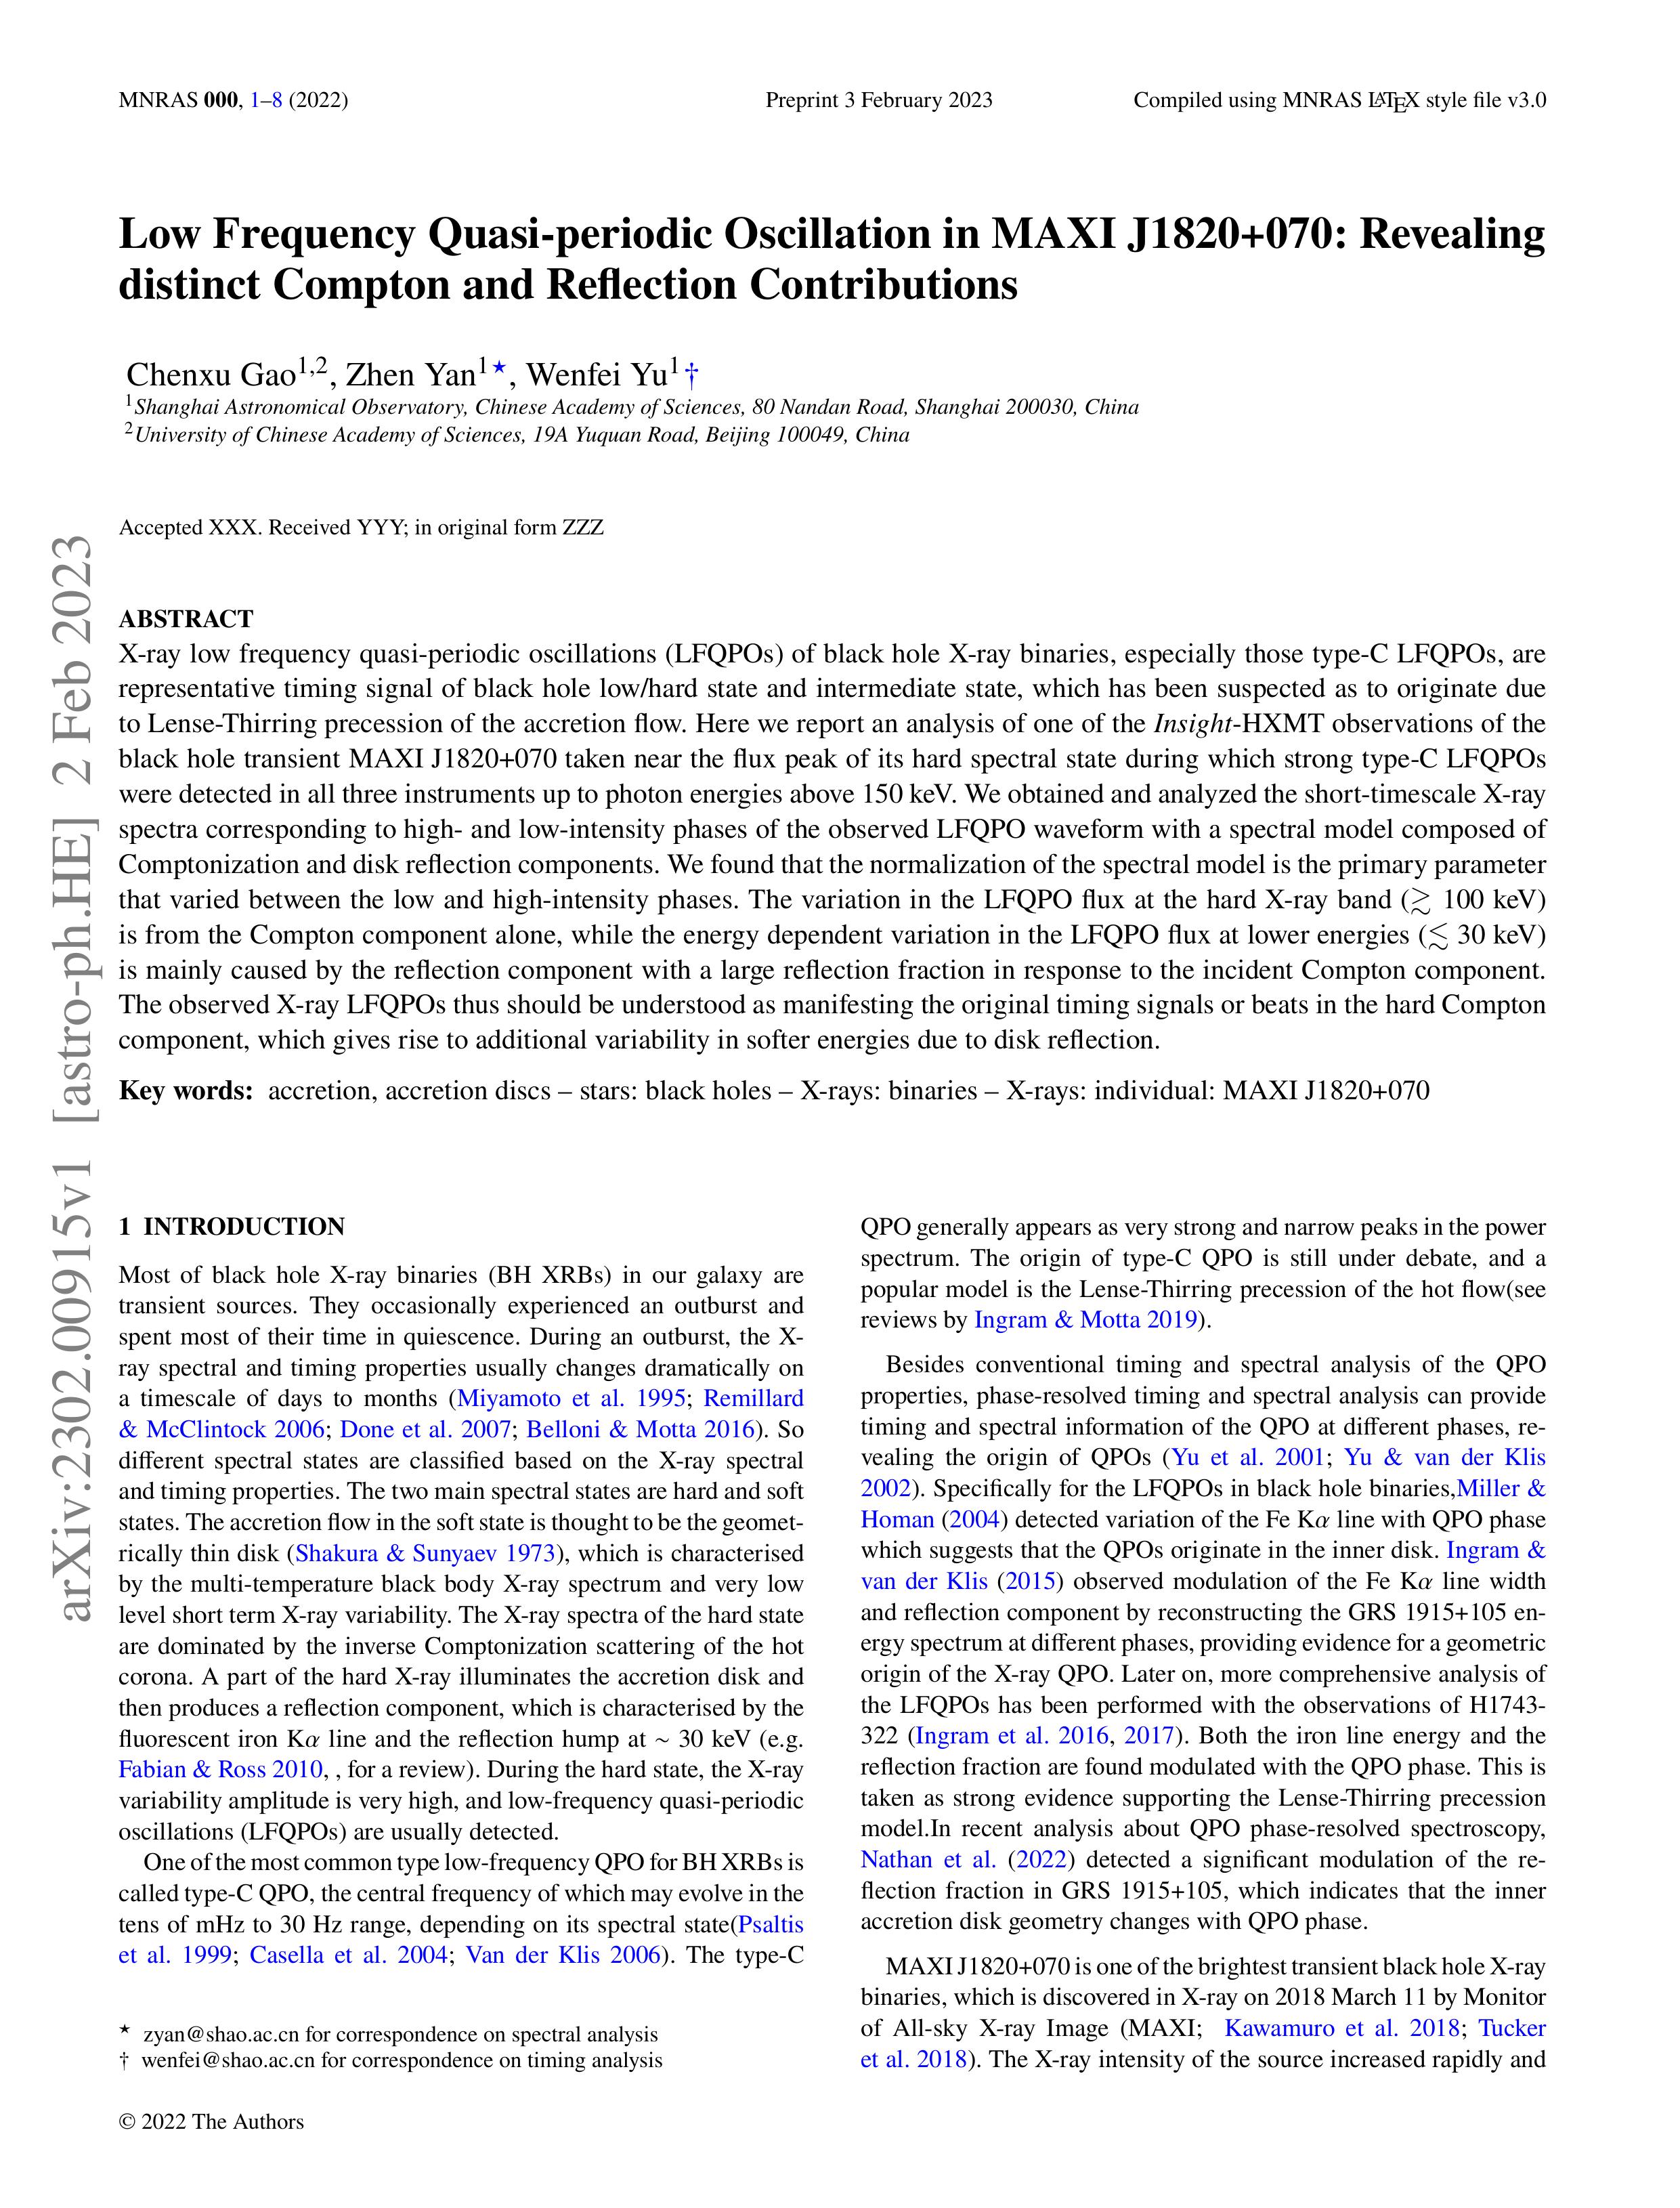 MNRAS 000, 1–8 (2022)
Preprint 3 February 2023
Compiled using MNRAS LATEX style file v3.0
Low Frequency Quasi-periodic Oscillation in MAXI J1820+070: Revealing
distinct Compton and Reflection Contributions
Chenxu Gao1,2, Zhen Yan1⋆, Wenfei Yu1†
1Shanghai Astronomical Observatory, Chinese Academy of Sciences, 80 Nandan Road, Shanghai 200030, China
2University of Chinese Academy of Sciences, 19A Yuquan Road, Beijing 100049, China
Accepted XXX. Received YYY; in original form ZZZ
arXiv:2302.00915v1 [astro-ph.HE] 2 Feb 2023
ABSTRACT
X-ray low frequency quasi-periodic oscillations (LFQPOs) of black hole X-ray binaries, especially those type-C LFQPOs, are
representative timing signal of black hole low/hard state and intermediate state, which has been suspected as to originate due
to Lense-Thirring precession of the accretion flow. Here we report an analysis of one of the Insight-HXMT observations of the
black hole transient MAXI J1820+070 taken near the flux peak of its hard spectral state during which strong type-C LFQPOs
were detected in all three instruments up to photon energies above 150 keV. We obtained and analyzed the short-timescale X-ray
spectra corresponding to high- and low-intensity phases of the observed LFQPO waveform with a spectral model composed of
Comptonization and disk reflection components. We found that the normalization of the spectral model is the primary parameter
that varied between the low and high-intensity phases. The variation in the LFQPO flux at the hard X-ray band (≳ 100 keV)
is from the Compton component alone, while the energy dependent variation in the LFQPO flux at lower energies (≲ 30 keV)
is mainly caused by the reflection component with a large reflection fraction in response to the incident Compton component.
The observed X-ray LFQPOs thus should be understood as manifesting the original timing signals or beats in the hard Compton
component, which gives rise to additional variability in softer energies due to disk reflection.
Key words: accretion, accretion discs – stars: black holes – X-rays: binaries – X-rays: individual: MAXI J1820+070
1 INTRODUCTION
Most of black hole X-ray binaries (BH XRBs) in our galaxy are
transient sources. They occasionally experienced an outburst and
spent most of their time in quiescence. During an outburst, the X-
ray spectral and timing properties usually changes dramatically on
a timescale of days to months (Miyamoto et al. 1995; Remillard
& McClintock 2006; Done et al. 2007; Belloni & Motta 2016). So
different spectral states are classified based on the X-ray spectral
and timing properties. The two main spectral states are hard and soft
states. The accretion flow in the soft state is thought to be the geomet-
rically thin disk (Shakura & Sunyaev 1973), which is characterised
by the multi-temperature black body X-ray spectrum and very low
level short term X-ray variability. The X-ray spectra of the hard state
are dominated by the inverse Comptonization scattering of the hot
corona. A part of the hard X-ray illuminates the accretion disk and
then produces a reflection component, which is characterised by the
fluorescent iron Kα line and the reflection hump at ∼ 30 keV (e.g.
Fabian & Ross 2010, , for a review). During the hard state, the X-ray
variability amplitude is very high, and low-frequency quasi-periodic
oscillations (LFQPOs) are usually detected.
One of the most common type low-frequency QPO for BH XRBs is
called type-C QPO, the central frequency of which may evolve in the
tens of mHz to 30 Hz range, depending on its spectral state(Psaltis
et al. 1999; Casella et al. 2004; Van der Klis 2006). The type-C
⋆ zyan@shao.ac.cn for correspondence on spectral analysis
† wenfei@shao.ac.cn for correspondence on timing analysis
QPO generally appears as very strong and narrow peaks in the power
spectrum. The origin of type-C QPO is still under debate, and a
popular model is the Lense-Thirring precession of the hot flow(see
reviews by Ingram & Motta 2019).
Besides conventional timing and spectral analysis of the QPO
properties, phase-resolved timing and spectral analysis can provide
timing and spectral information of the QPO at different phases, re-
vealing the origin of QPOs (Yu et al. 2001; Yu & van der Klis
2002). Specifically for the LFQPOs in black hole binaries,Miller &
Homan (2004) detected variation of the Fe Kα line with QPO phase
which suggests that the QPOs originate in the inner disk. Ingram &
van der Klis (2015) observed modulation of the Fe Kα line width
and reflection component by reconstructing the GRS 1915+105 en-
ergy spectrum at different phases, providing evidence for a geometric
origin of the X-ray QPO. Later on, more comprehensive analysis of
the LFQPOs has been performed with the observations of H1743-
322 (Ingram et al. 2016, 2017). Both the iron line energy and the
reflection fraction are found modulated with the QPO phase. This is
taken as strong evidence supporting the Lense-Thirring precession
model.In recent analysis about QPO phase-resolved spectroscopy,
Nathan et al. (2022) detected a significant modulation of the re-
flection fraction in GRS 1915+105, which indicates that the inner
accretion disk geometry changes with QPO phase.
MAXI J1820+070 is one of the brightest transient black hole X-ray
binaries, which is discovered in X-ray on 2018 March 11 by Monitor
of All-sky X-ray Image (MAXI; Kawamuro et al. 2018; Tucker
et al. 2018). The X-ray intensity of the source increased rapidly and
© 2022 The Authors